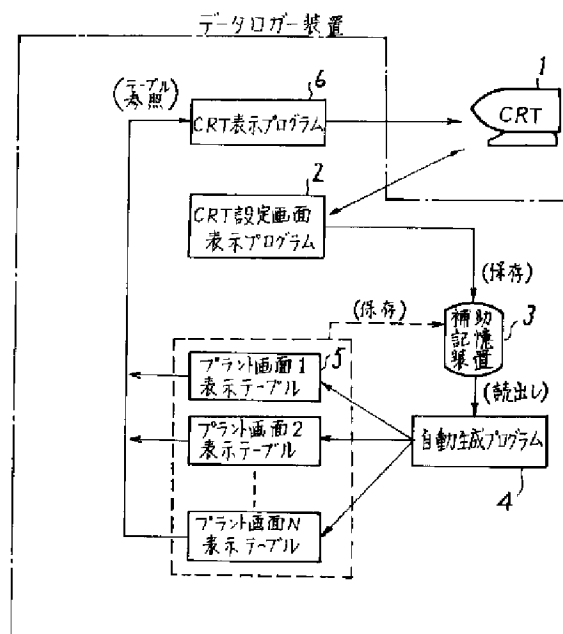 データロガー装置
(テーブル
参照)
6
CRT表示プログラム
1
CRT
2
CRT設定画面
表示プログラム
(保存)
(保存)
補助
記憶
装置
3
5
プラント画面1
表示テーブル
(読出し)
プラント画面2
表示テーブル
自動生成プログラム
4
プラント画面N
表示テーブル